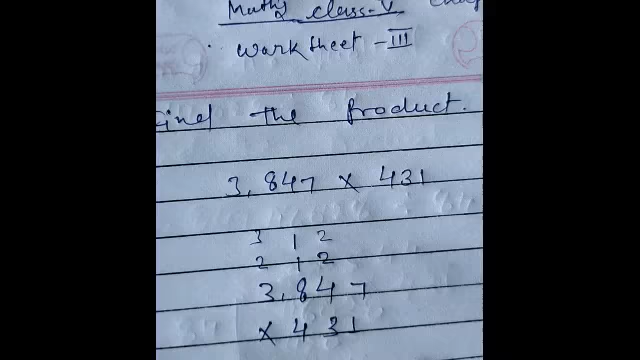 Maths class-V
Worksheet - III
Find the Product.
3,847 x 431
3 1 2
2 1 2
3,847
x 431